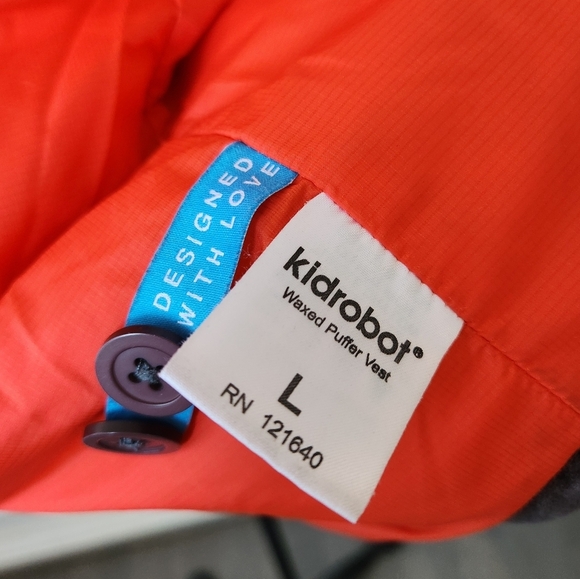 DESIGNED
WITH LOVE
kidrobot®
Waxed Puffer Vest
L
RN 121640